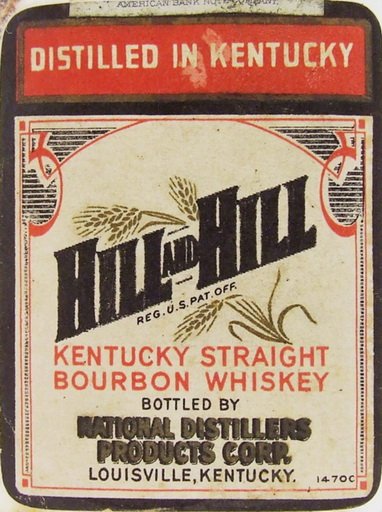 AMERICAN BANK NOTE COMPANY.
DISTILLED IN KENTUCKY
HILL AND HILL
REG. U.S. PAT. OFF.
KENTUCKY STRAIGHT
BOURBON WHISKEY
BOTTLED BY
NATIONAL DISTILLERS
PRODUCTS CORP.
LOUISVILLE, KENTUCKY.
1470C